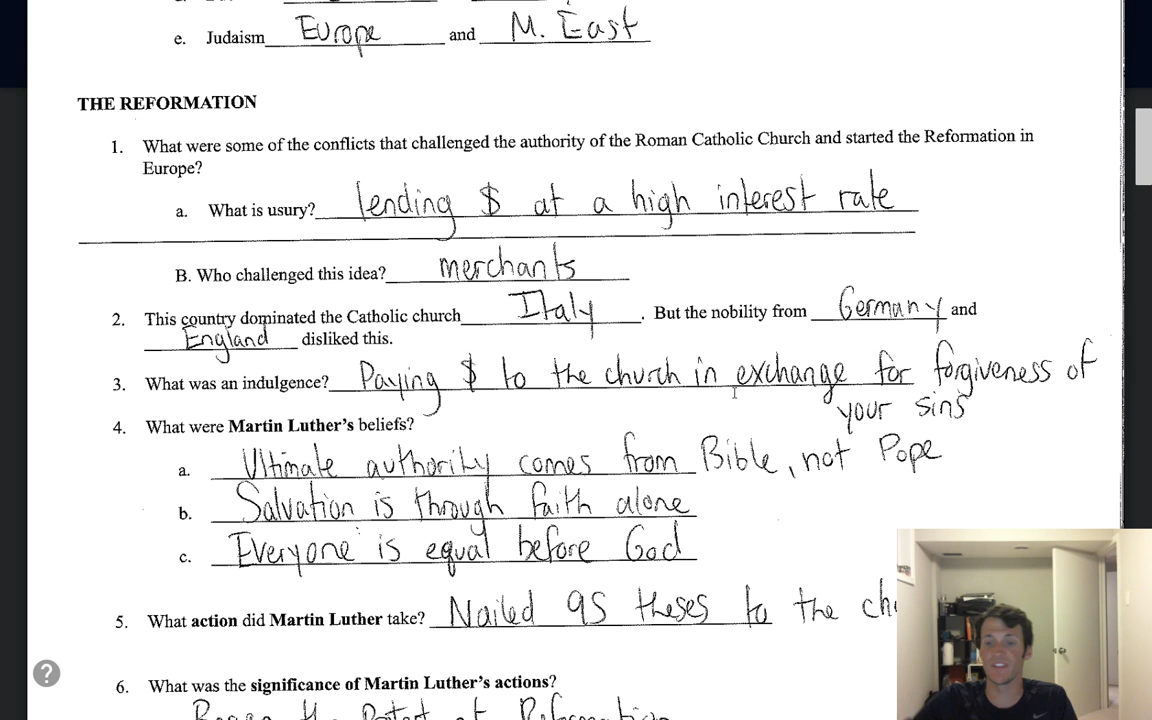 e. Judaism Europe and M. East
THE REFORMATION
1. What were some of the conflicts that challenged the authority of the Roman Catholic Church and started the Reformation in
Europe?
a. What is usury? lending $ at a high interest rate
B. Who challenged this idea? merchants
2. This country dominated the Catholic church Italy. But the nobility from Germany and
England disliked this.
3. What was an indulgence? Paying $ to the church in exchange for forgiveness of
your sins
4. What were Martin Luther's beliefs?
a. Ultimate authority comes from Bible, not Pope
b. Salvation is through faith alone
c. Everyone is equal before God
5. What action did Martin Luther take? Nailed 95 theses to the
6. What was the significance of Martin Luther's actions?
?